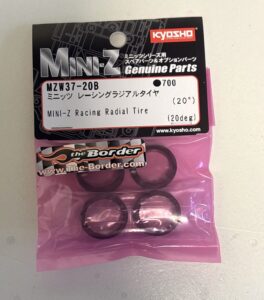 KYOSHO
MINI-Z
ミニッツシリーズ用
スペアパーツ&オプションパーツ
Genuine Parts
MZW37-20B
●700
ミニッツ レーシングラジアルタイヤ
(20°)
MINI-Z Racing Radial Tire
(20deg)
www.kyosho.com
the Border
the-Border.com